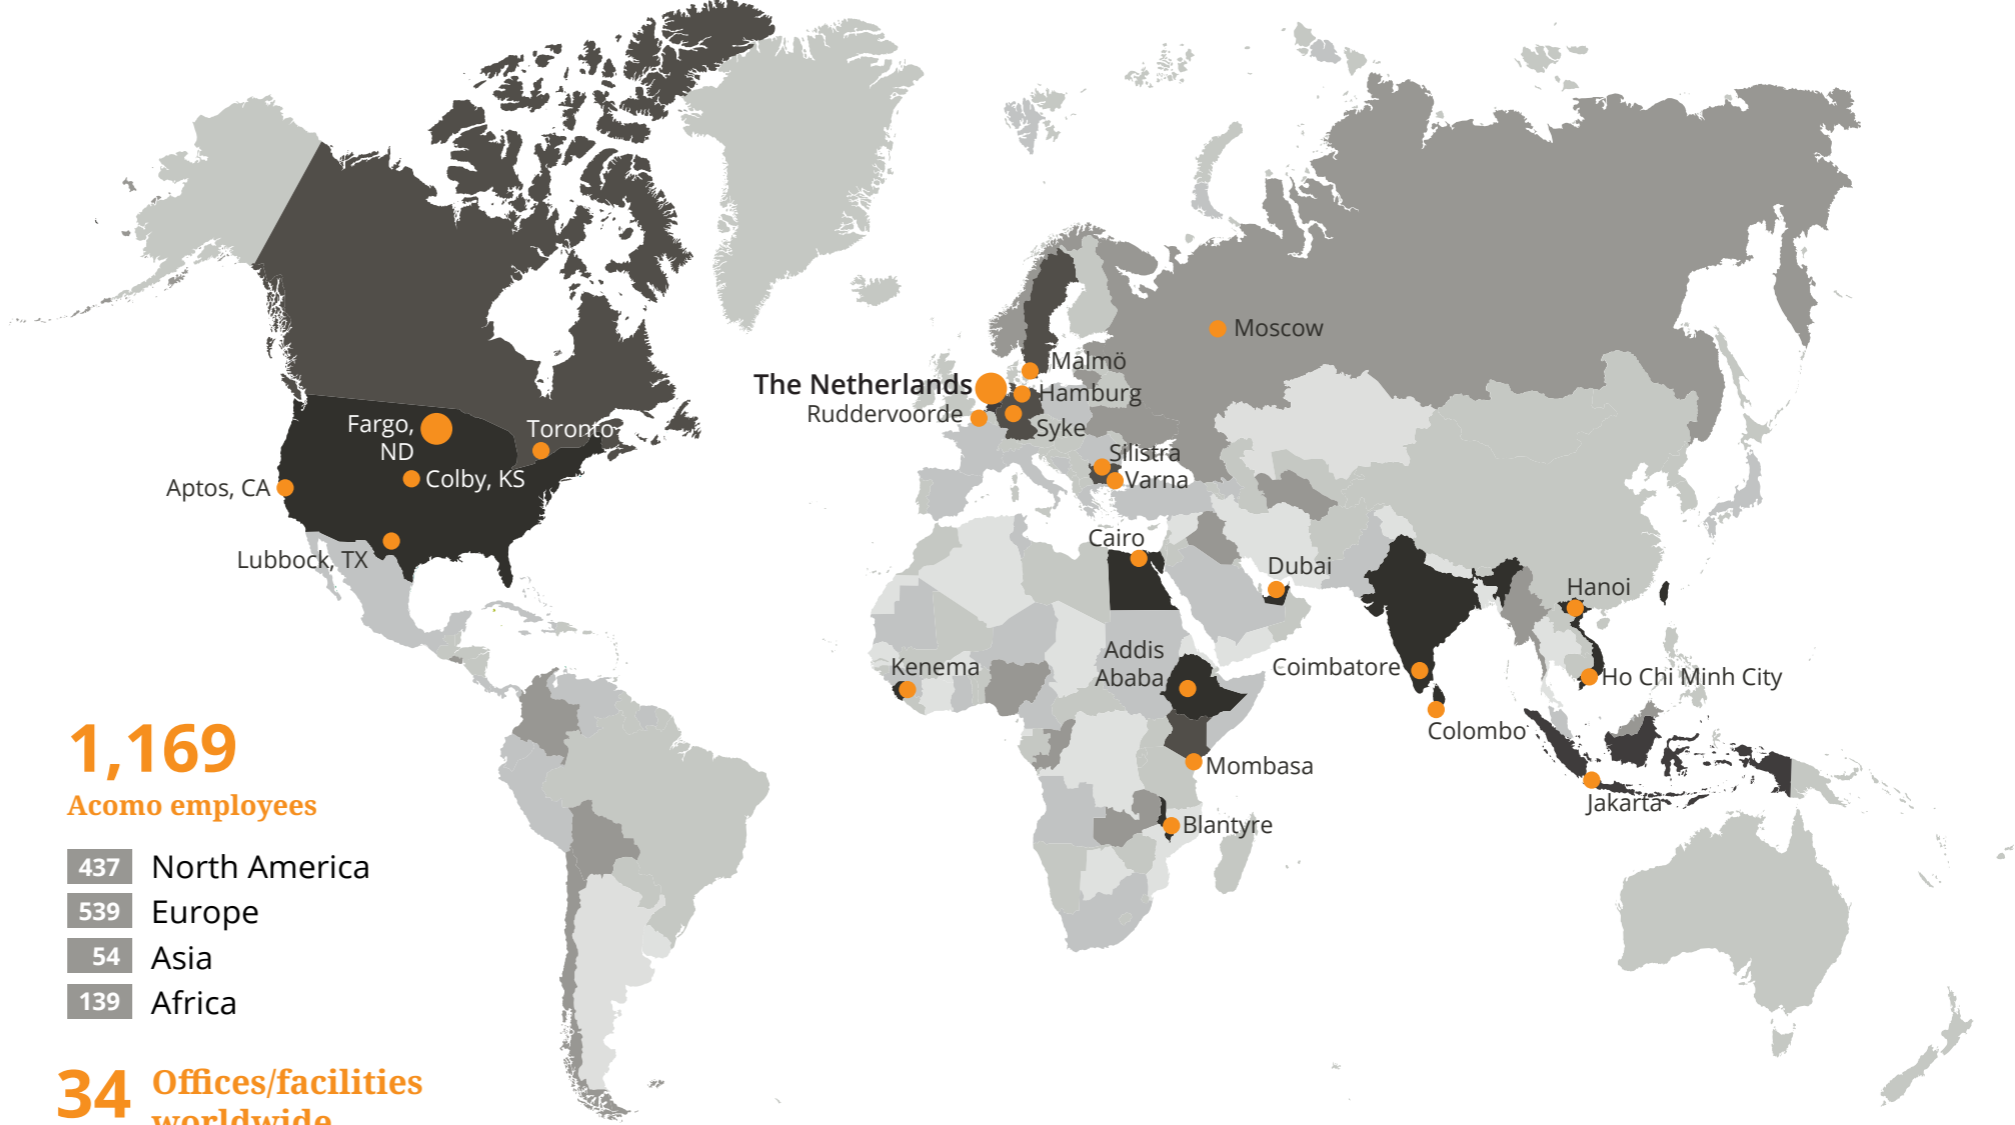 Moscow
Malmö
The Netherlands
Hamburg
Ruddervoorde
Syke
Fargo,
ND
Toronto
Silistra
Colby, KS
Varna
Aptos, CA
Cairo
Lubbock, TX
Dubai
Hanoi
Addis
Ababa
Kenema
Coimbatore
Ho Chi Minh City
Colombo
1,169
Acomo employees
Mombasa
Jakarta
Blantyre
437 North America
539 Europe
54 Asia
139 Africa
34 Offices/facilities
worldwide